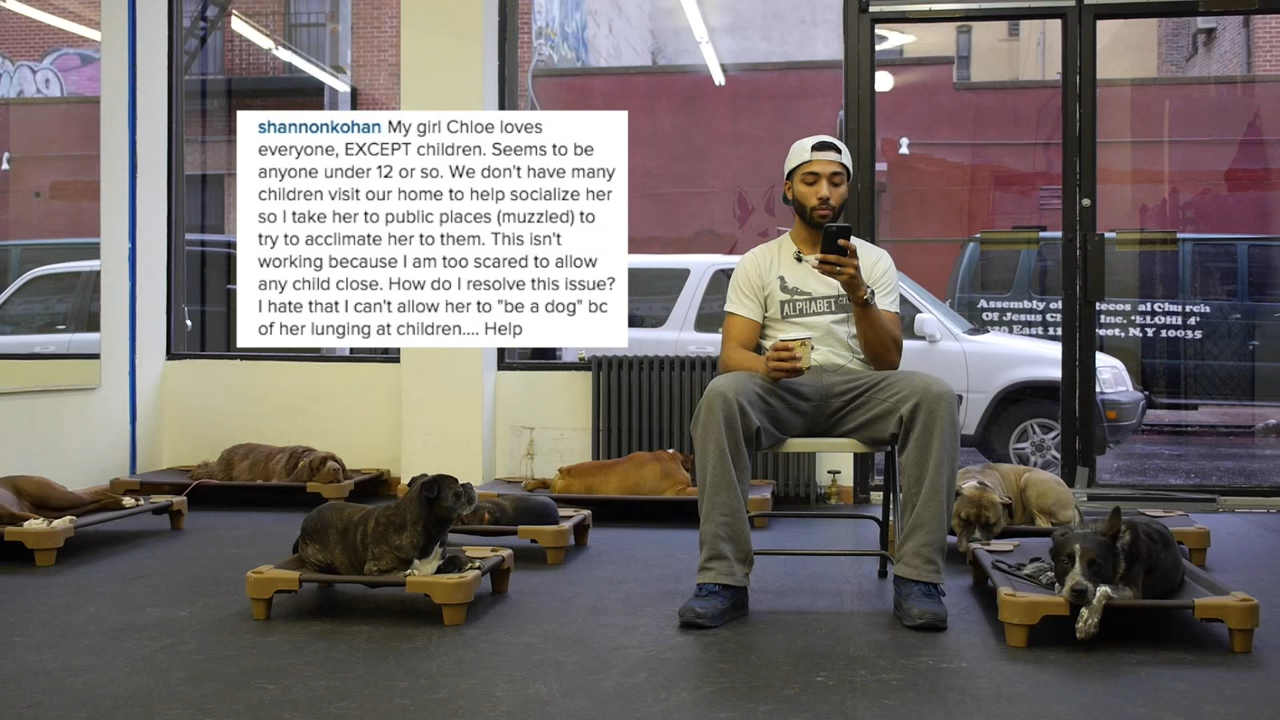 shannonkohan My girl Chloe loves
everyone, EXCEPT children. Seems to be
anyone under 12 or so. We don't have many
children visit our home to help socialize her
so I take her to public places (muzzled) to
try to acclimate her to them. This isn't
working because I am too scared to allow
any child close. How do I resolve this issue?
I hate that I can't allow her to "be a dog" bc
of her lunging at children.... Help
ALPHABET
Assembly of al Church
Of Jesus Inc.
East N.Y 10035